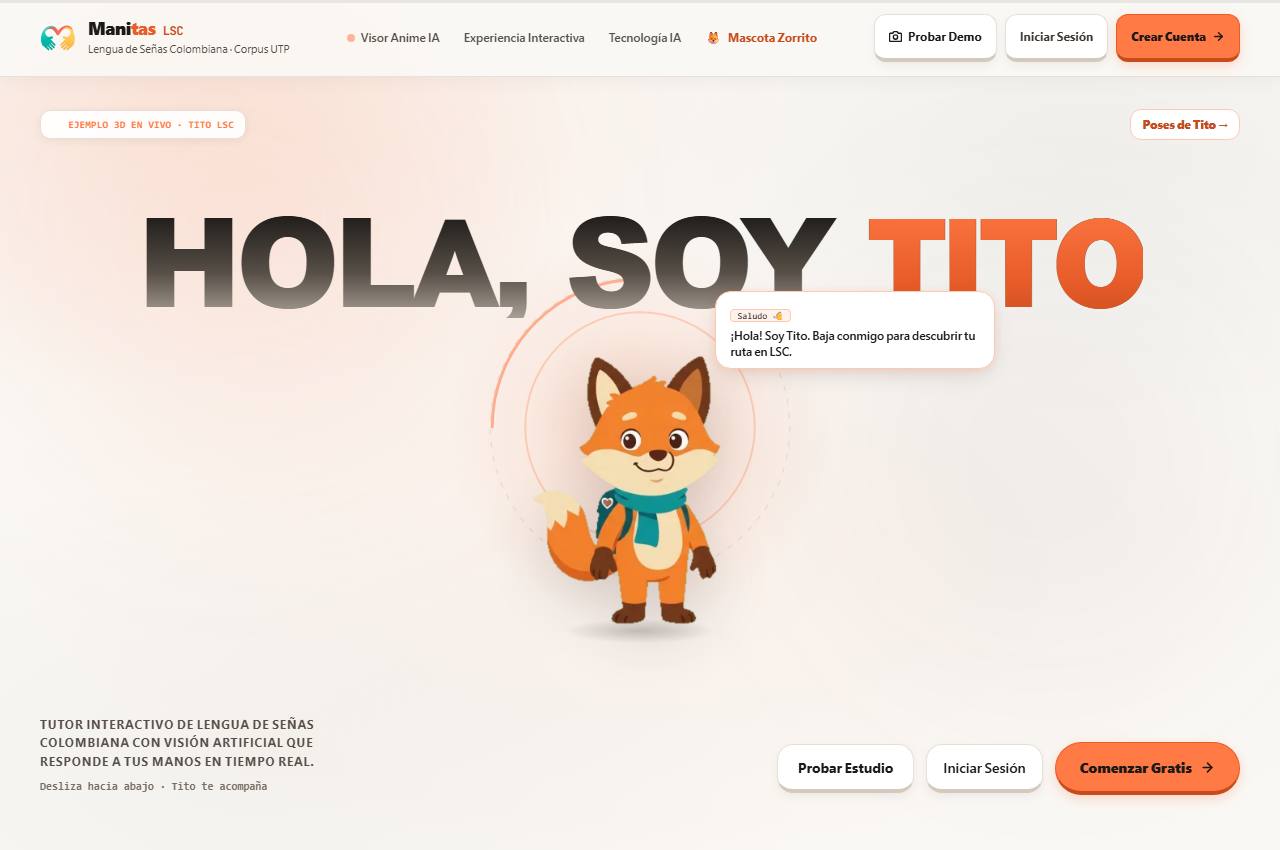 Manitas LSC
Lengua de Señas Colombiana · Corpus UTP
Visor Anime IA
Experiencia Interactiva
Tecnología IA
Mascota Zorrito
Probar Demo
Iniciar Sesión
Crear Cuenta →
EJEMPLO 3D EN VIVO · TITO LSC
Poses de Tito →
HOLA, SOY TITO
Saludo
¡Hola! Soy Tito. Baja conmigo para descubrir tu
ruta en LSC.
TUTOR INTERACTIVO DE LENGUA DE SEÑAS
COLOMBIANA CON VISIÓN ARTIFICIAL QUE
RESPONDE A TUS MANOS EN TIEMPO REAL.
Desliza hacia abajo · Tito te acompaña
Probar Estudio
Iniciar Sesión
Comenzar Gratis →